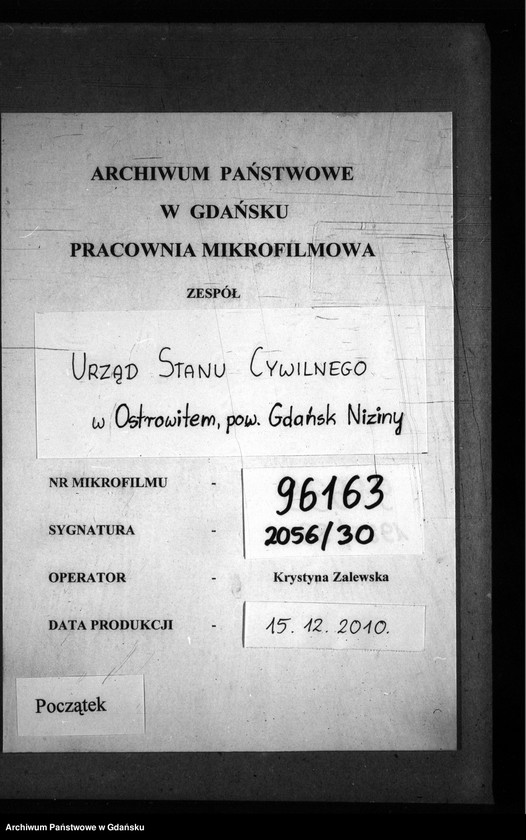 ARCHIWUM PAŃSTWOWE
W GDAŃSKU
PRACOWNIA MIKROFILMOWA
ZESPÓŁ
URZĄD STANU CYWILNEGO
w Ostrowitem, pow. Gdańsk Niziny
NR MIKROFILMU - 96163
SYGNATURA - 2056/30
OPERATOR - Krystyna Zalewska
DATA PRODUKCJI - 15. 12. 2010.
Początek
Archiwum Państwowe w Gdańsku